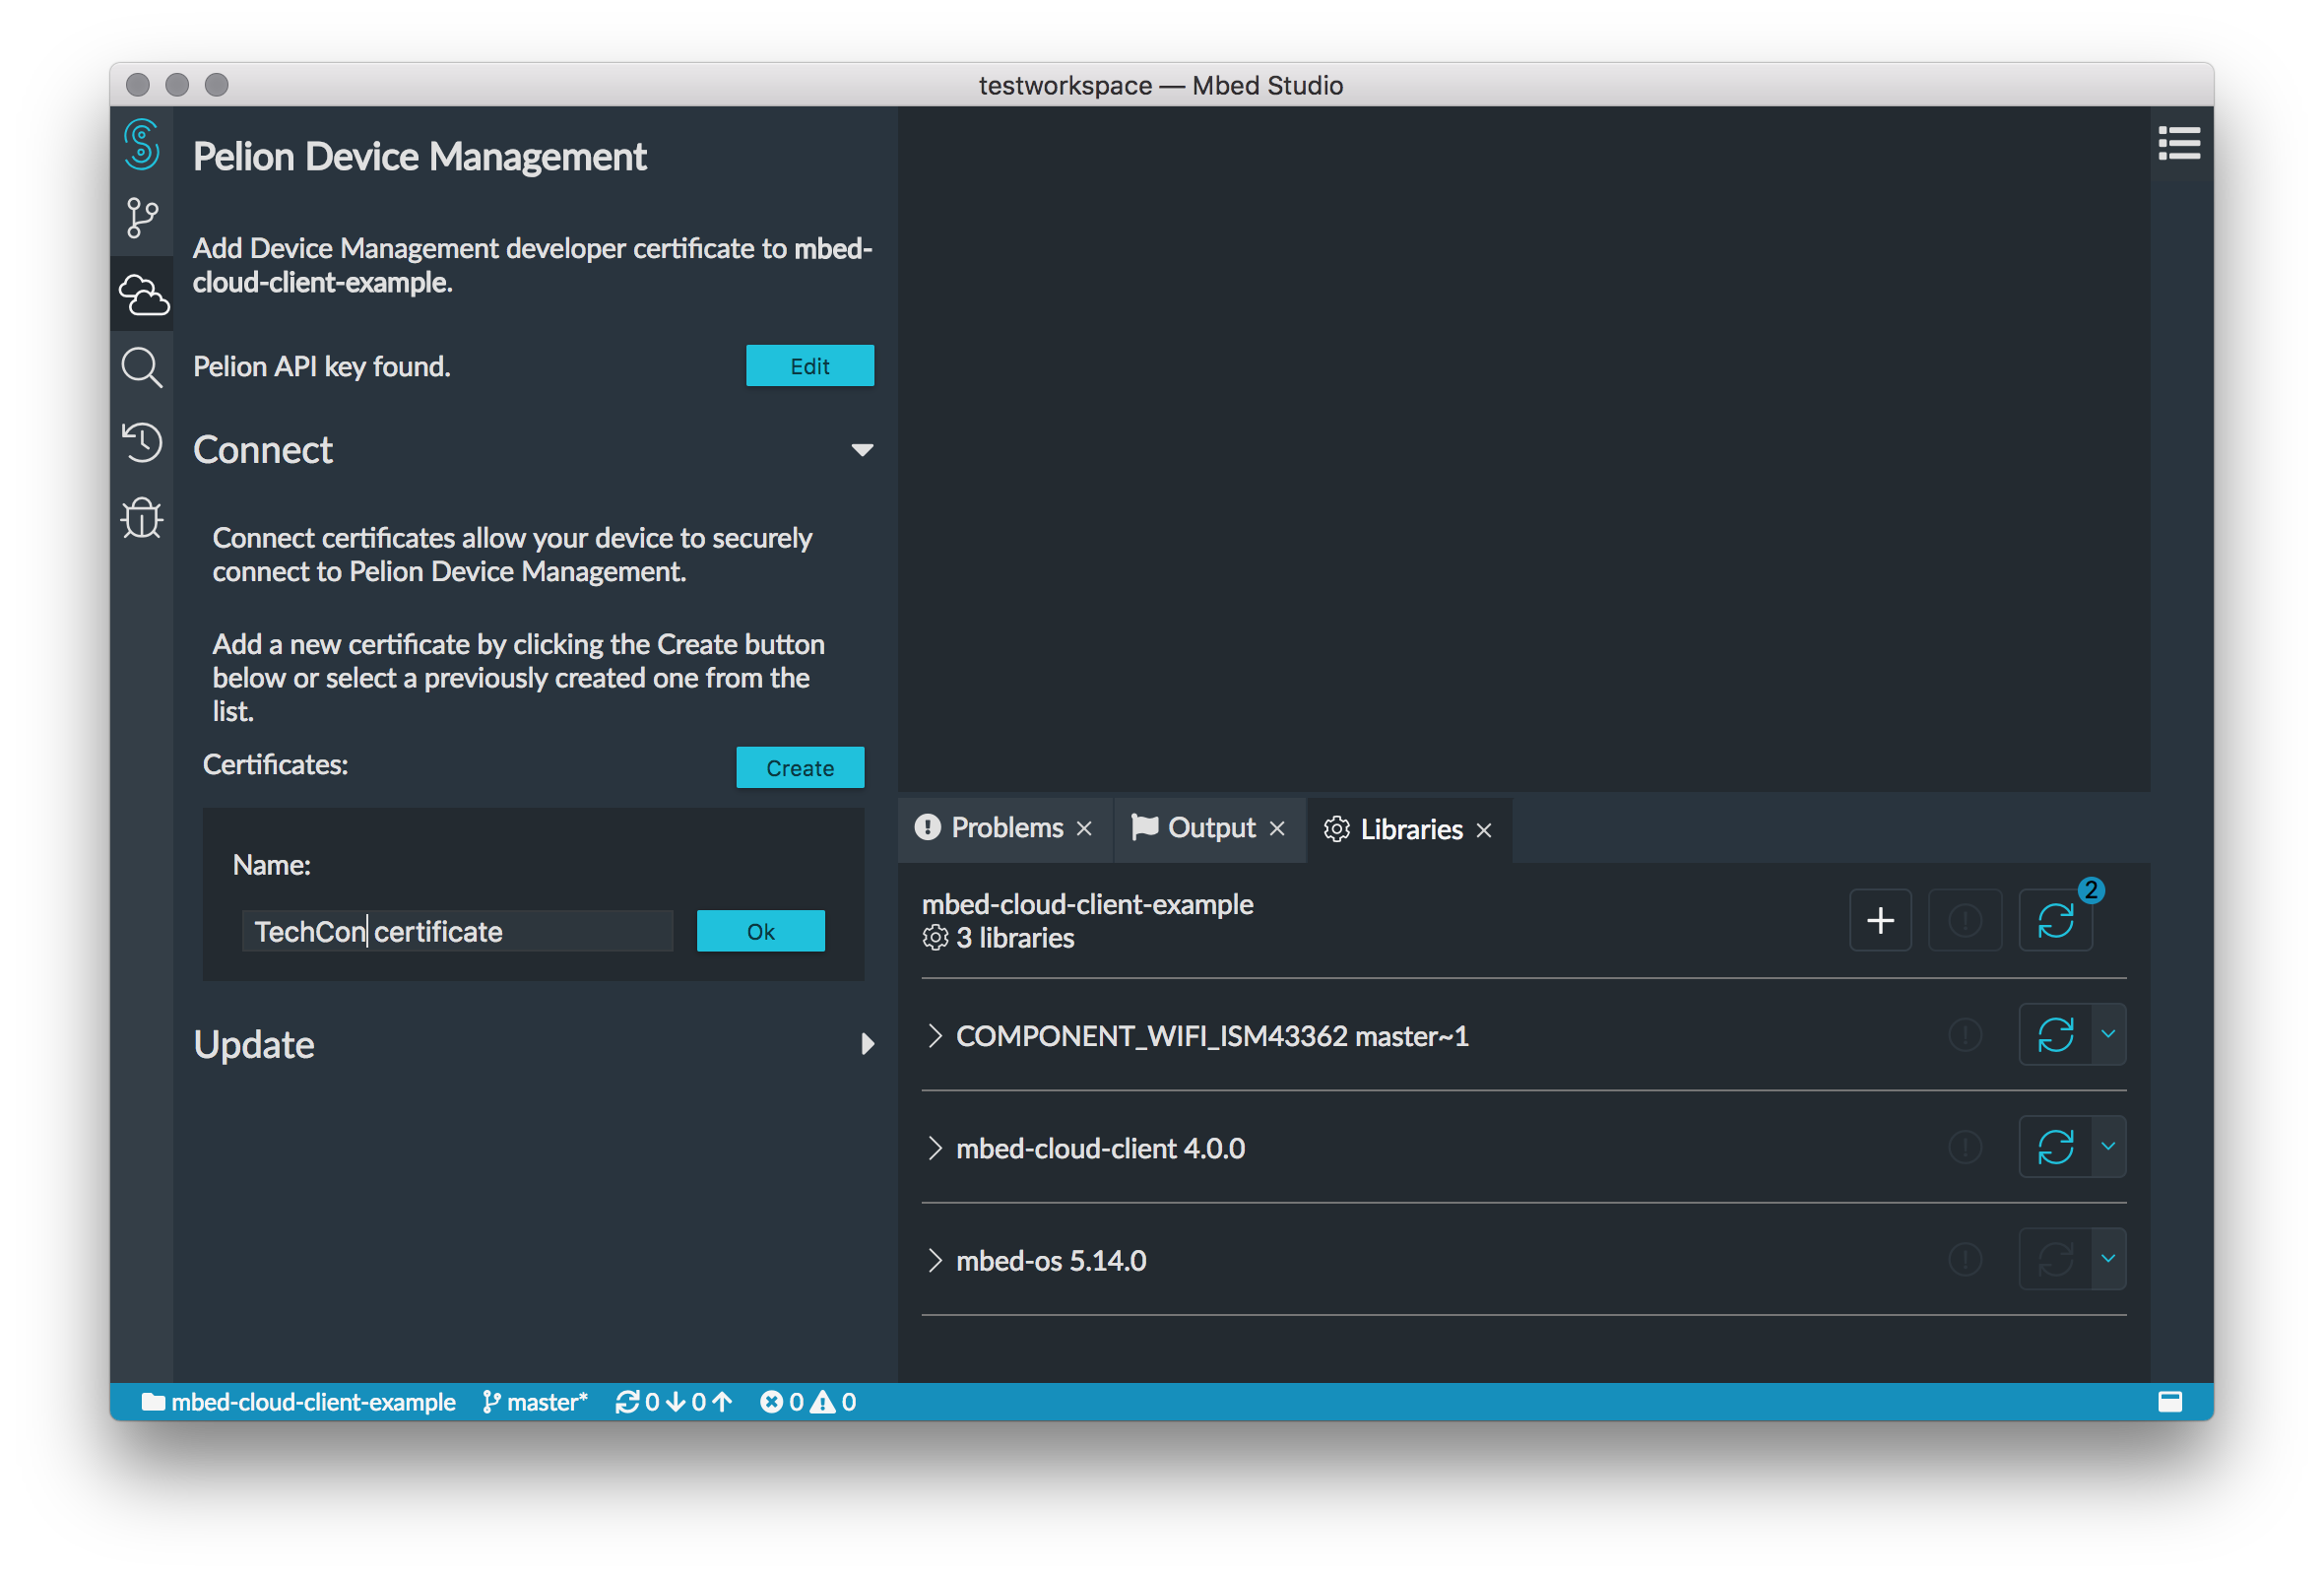 testworkspace — Mbed Studio
Pelion Device Management
Add Device Management developer certificate to mbed-
cloud-client-example.
Pelion API key found.
Edit
Connect
Connect certificates allow your device to securely
connect to Pelion Device Management.
Add a new certificate by clicking the Create button
below or select a previously created one from the
list.
Certificates:
Create
Name:
TechCon certificate
Ok
Update
Problems
Output
Libraries
mbed-cloud-client-example
3 libraries
2
COMPONENT_WIFI_ISM43362 master~1
mbed-cloud-client 4.0.0
mbed-os 5.14.0
mbed-cloud-client-example master* 0 0 0 0